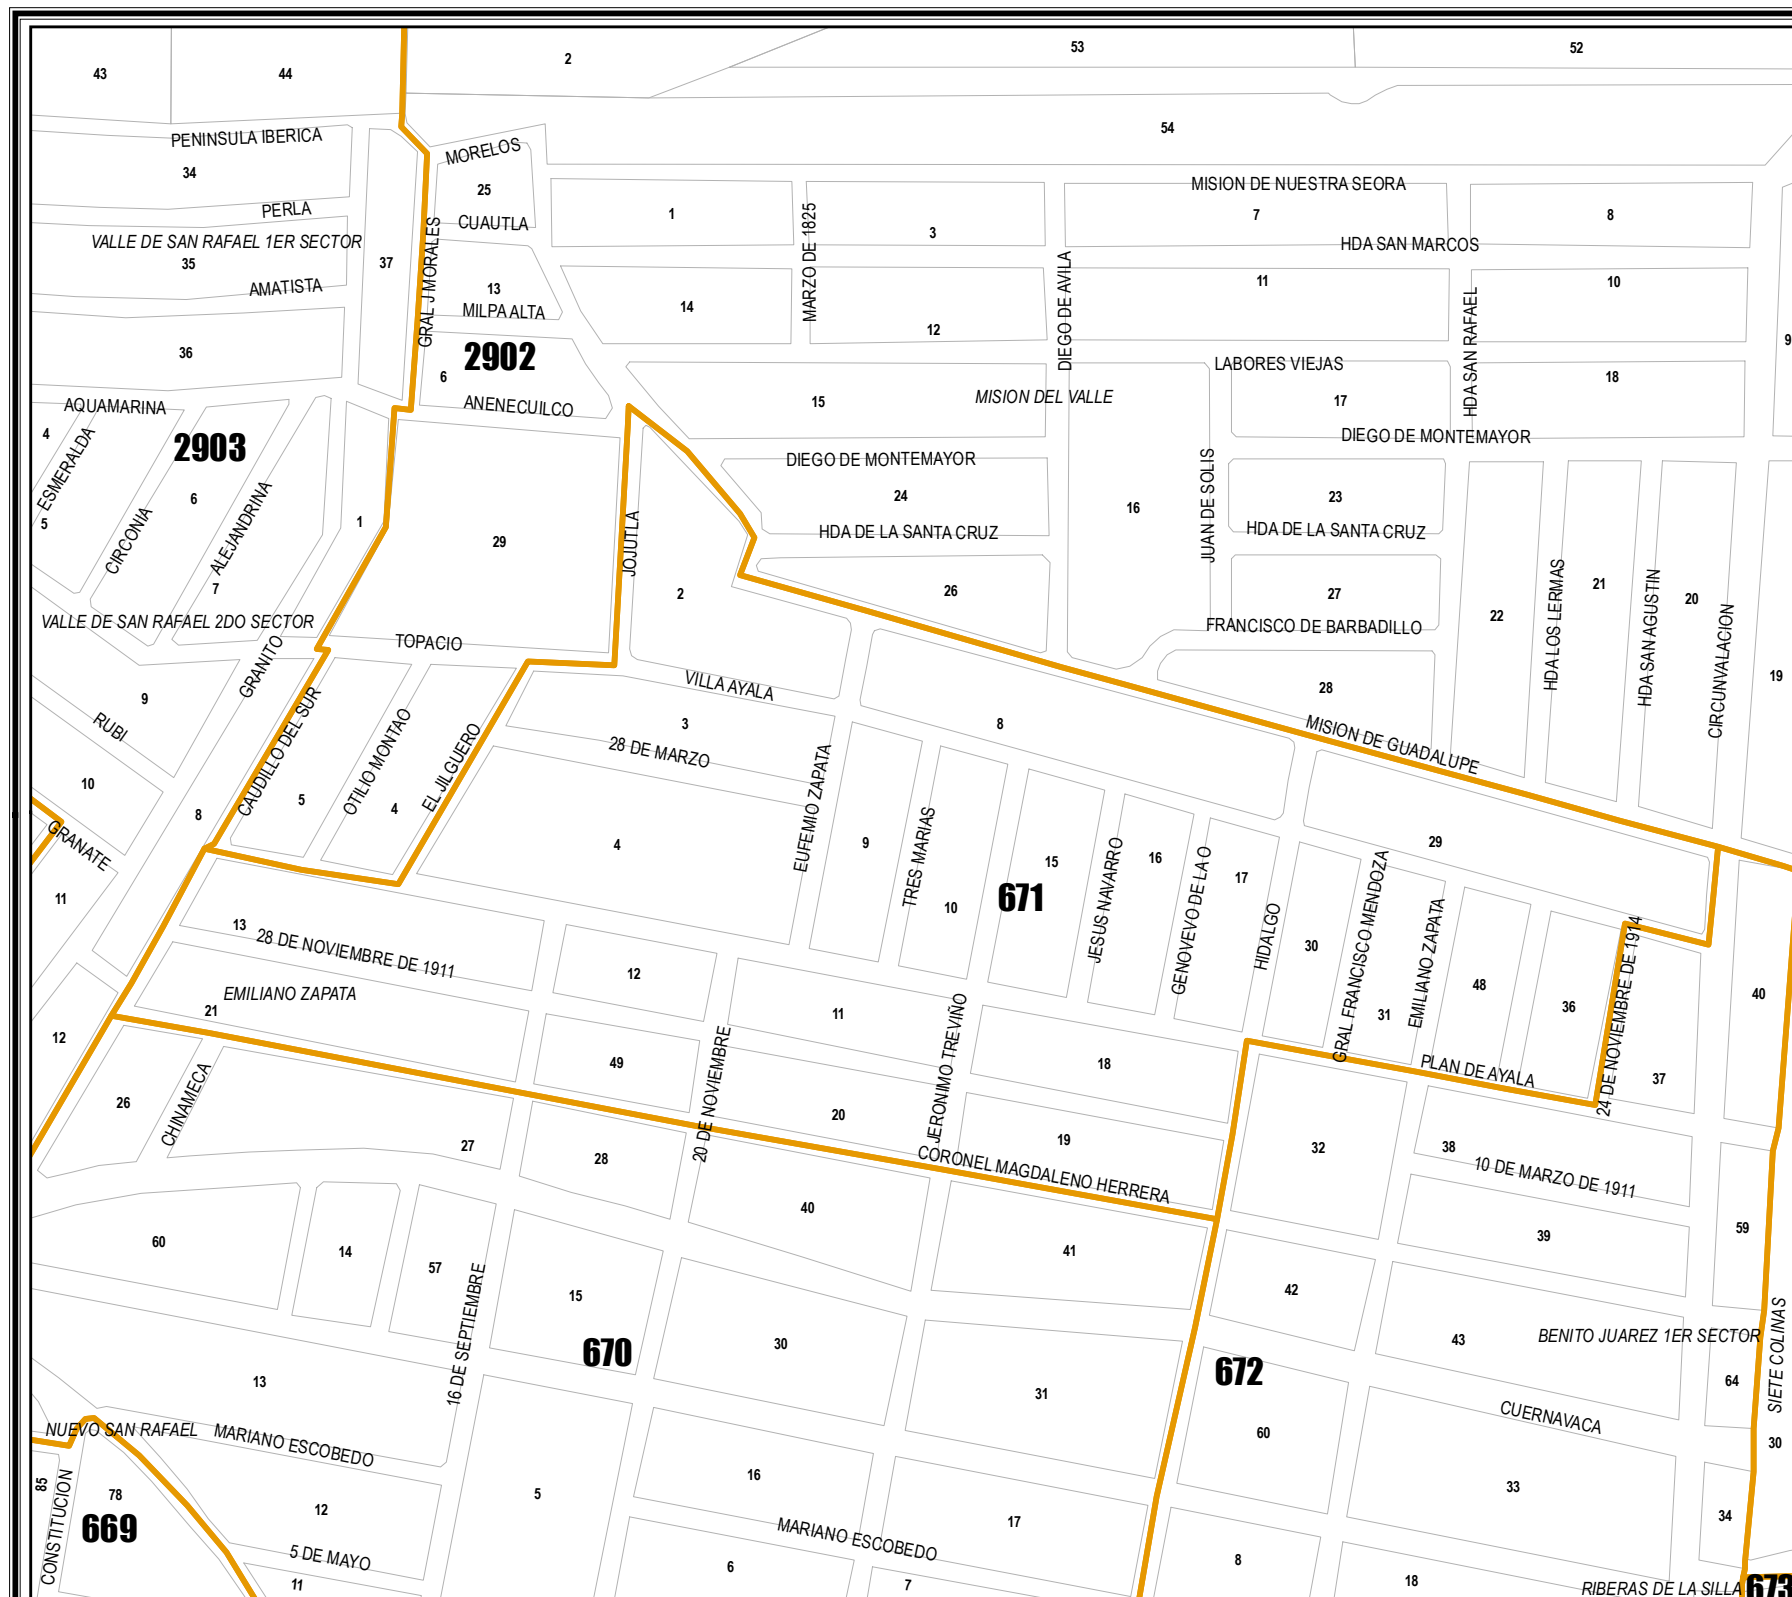 43
44
2
53
52
54
PENINSULA IBERICA
MORELOS
34
25
MISION DE NUESTRA SEORA
PERLA
CUAUTLA
1
3
7
8
VALLE DE SAN RAFAEL 1ER SECTOR
35
37
GRAL J MORALES
MARZO DE 1825
HDA SAN MARCOS
AMATISTA
13
MILPA ALTA
14
12
DIEGO DE AVILA
11
10
HDA SAN RAFAEL
9
36
2902
6
ANENECUILCO
15
MISION DEL VALLE
LABORES VIEJAS
17
18
AQUAMARINA
4
ESMERALDA
2903
DIEGO DE MONTEMAYOR
DIEGO DE MONTEMAYOR
5
CIRCONIA
6
ALEJANDRINA
1
29
JOJUTLA
24
HDA DE LA SANTA CRUZ
16
JUAN DE SOLIS
23
HDA DE LA SANTA CRUZ
7
2
26
27
22
HDA LOS LERMAS
21
HDA SAN AGUSTIN
20
CIRCUNVALACION
19
VALLE DE SAN RAFAEL 2DO SECTOR
GRANITO
TOPACIO
FRANCISCO DE BARBADILLO
9
RUBI
CAUDILLO DEL SUR
OTILIO MONTAO
EL JILGUERO
VILLA AYALA
3
28 DE MARZO
8
28
MISION DE GUADALUPE
10
GRANATE
8
5
4
4
EUFEMIO ZAPATA
9
TRES MARIAS
10
671
15
JESUS NAVARRO
16
GENOVEVO DE LA O
17
HIDALGO
29
11
13
28 DE NOVIEMBRE DE 1911
12
30
GRAL FRANCISCO MENDOZA
31
EMILIANO ZAPATA
48
36
24 DE NOVIEMBRE DE 1914
40
EMILIANO ZAPATA
21
12
11
JERONIMO TREVIÑO
18
PLAN DE AYALA
37
26
CHINAMECA
49
20 DE NOVIEMBRE
20
19
CORONEL MAGDALENO HERRERA
32
38
10 DE MARZO DE 1911
27
28
40
41
39
59
60
14
57
16 DE SEPTIEMBRE
15
30
42
43
BENITO JUAREZ 1ER SECTOR
SIETE COLINAS
670
672
13
31
64
NUEVO SAN RAFAEL
MARIANO ESCOBEDO
60
CUERNAVACA
30
85
CONSTITUCION
78
669
12
5
16
17
33
34
MARIANO ESCOBEDO
5 DE MAYO
11
6
7
8
18
RIBERAS DE LA SILLA
673